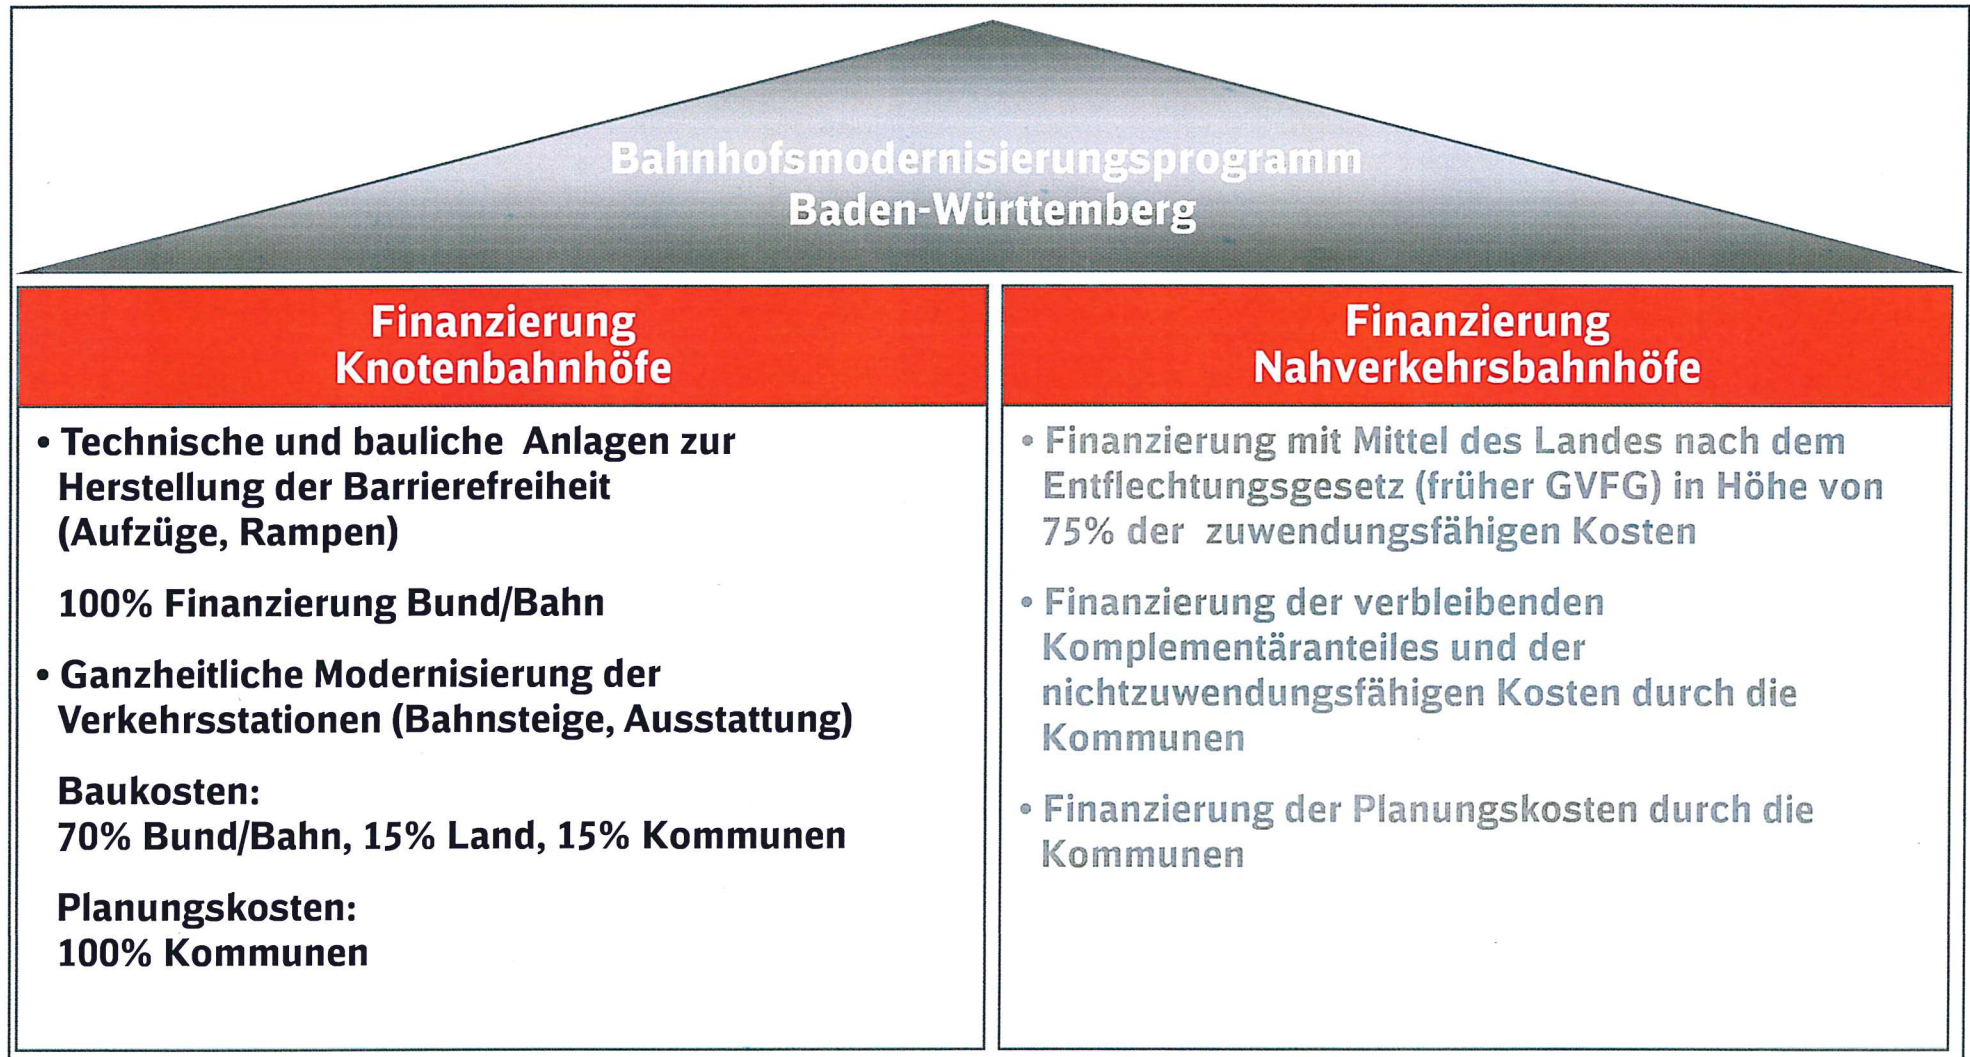 Bahnhofsmodernisierungsprogramm
Baden-Württemberg
Finanzierung
Knotenbahnhöfe
• Technische und bauliche Anlagen zur
Herstellung der Barrierefreiheit
(Aufzüge, Rampen)
100% Finanzierung Bund/Bahn
• Ganzheitliche Modernisierung der
Verkehrsstationen (Bahnsteige, Ausstattung)
Baukosten:
70% Bund/Bahn, 15% Land, 15% Kommunen
Planungskosten:
100% Kommunen
Finanzierung
Nahverkehrsbahnhöfe
• Finanzierung mit Mittel des Landes nach dem
Entflechtungsgesetz (früher GVFG) in Höhe von
75% der zuwendungsfähigen Kosten
• Finanzierung der verbleibenden
Komplementäranteiles und der
nichtzuwendungsfähigen Kosten durch die
Kommunen
• Finanzierung der Planungskosten durch die
Kommunen